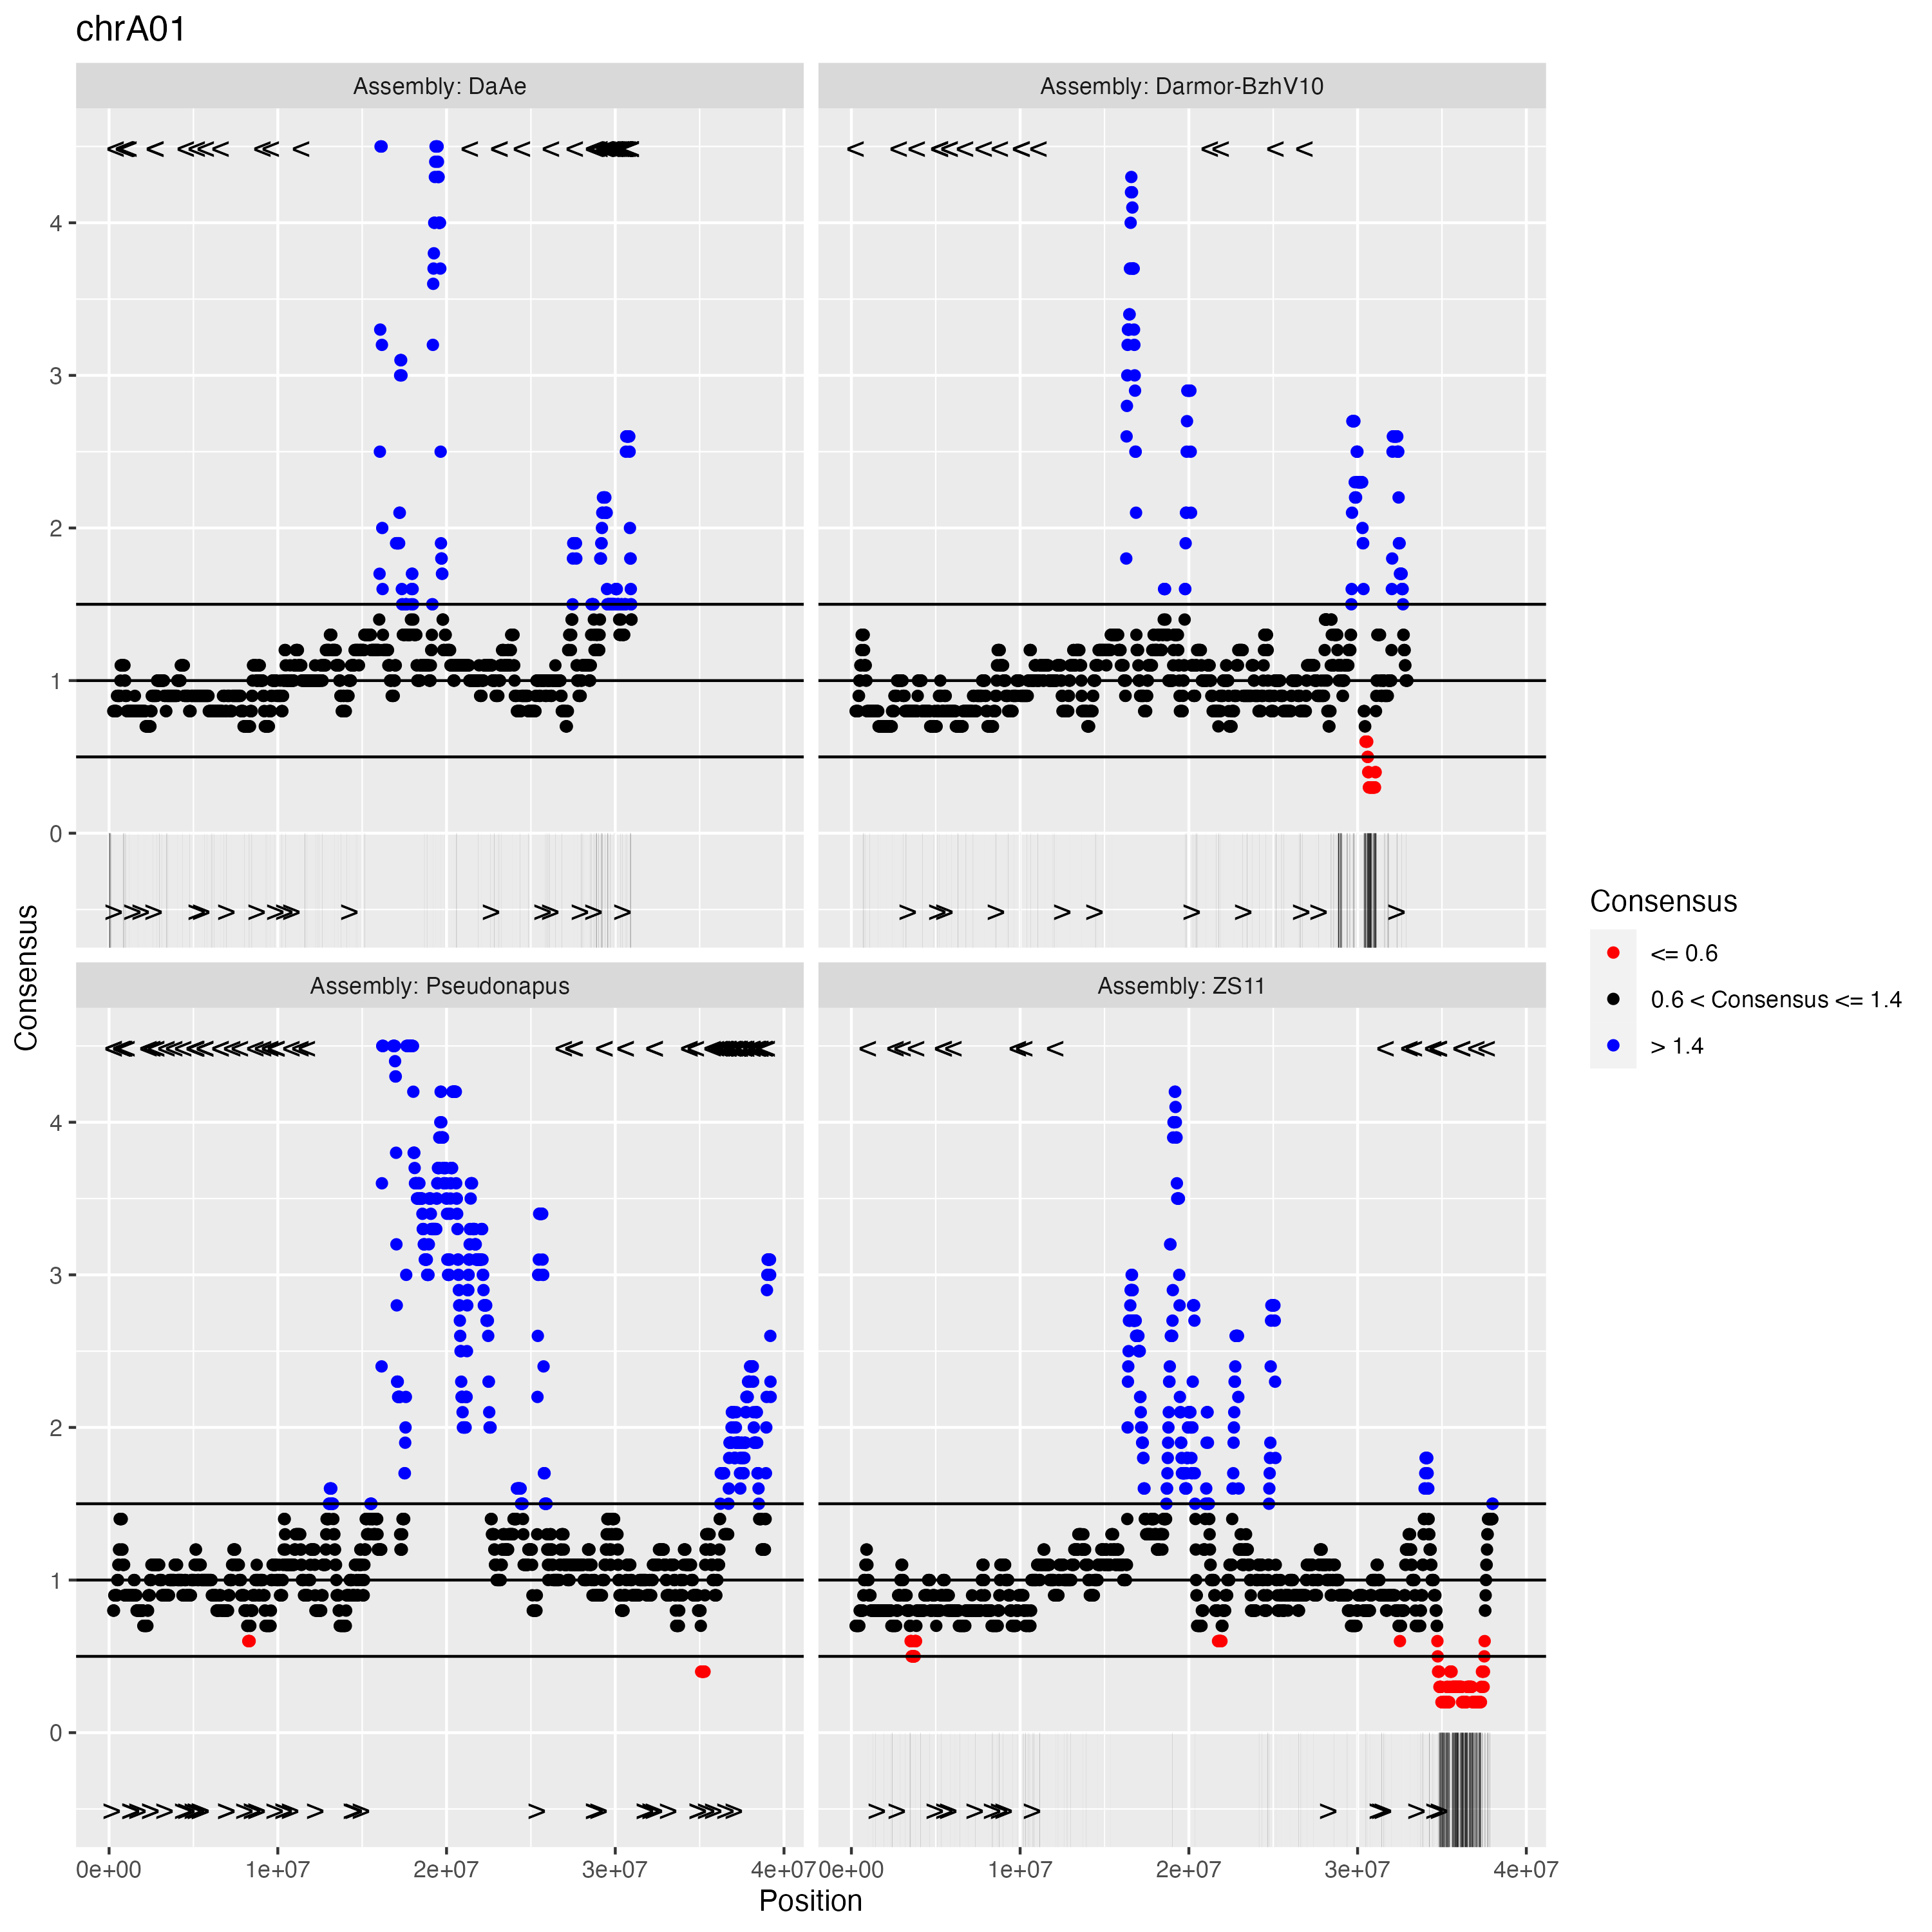 chrA01
Assembly: DaAe
Assembly: Darmor-BzhV10
4
3
2
1
0
Consensus
Assembly: Pseudonapus
Assembly: ZS11
4
3
2
1
0
0e+00 1e+07 2e+07 3e+07 4e+07
0e+00 1e+07 2e+07 3e+07 4e+07
Position
Consensus
<= 0.6
0.6 < Consensus <= 1.4
> 1.4